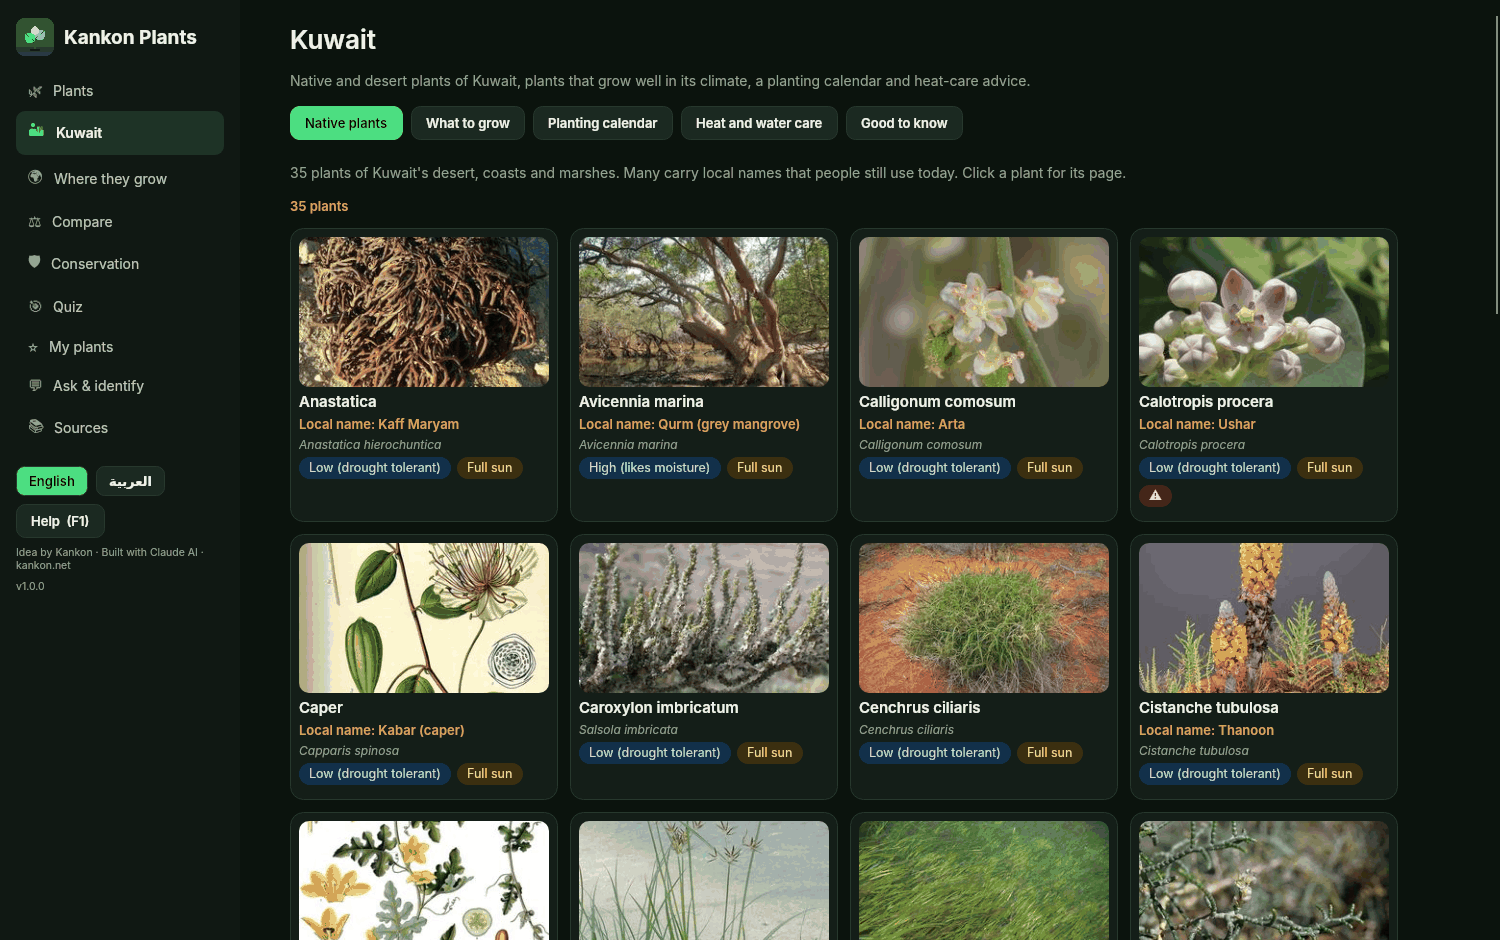 Kankon Plants
Plants
Kuwait
Where they grow
Compare
Conservation
Quiz
My plants
Ask & identify
Sources
English
العربية
Help (F1)
Idea by Kankon · Built with Claude AI ·
kankon.net
v1.0.0
Kuwait
Native and desert plants of Kuwait, plants that grow well in its climate, a planting calendar and heat-care advice.
Native plants What to grow Planting calendar Heat and water care Good to know
35 plants of Kuwait's desert, coasts and marshes. Many carry local names that people still use today. Click a plant for its page.
35 plants
Anastatica
Local name: Kaff Maryam
Anastatica hierochuntica
Low (drought tolerant) Full sun
Avicennia marina
Local name: Qurm (grey mangrove)
Avicennia marina
High (likes moisture) Full sun
Calligonum comosum
Local name: Arta
Calligonum comosum
Low (drought tolerant) Full sun
Calotropis procera
Local name: Ushar
Calotropis procera
Low (drought tolerant) Full sun
Caper
Local name: Kabar (caper)
Capparis spinosa
Low (drought tolerant) Full sun
Caroxylon imbricatum
Salsola imbricata
Low (drought tolerant) Full sun
Cenchrus ciliaris
Cenchrus ciliaris
Low (drought tolerant) Full sun
Cistanche tubulosa
Local name: Thanoon
Cistanche tubulosa
Low (drought tolerant) Full sun